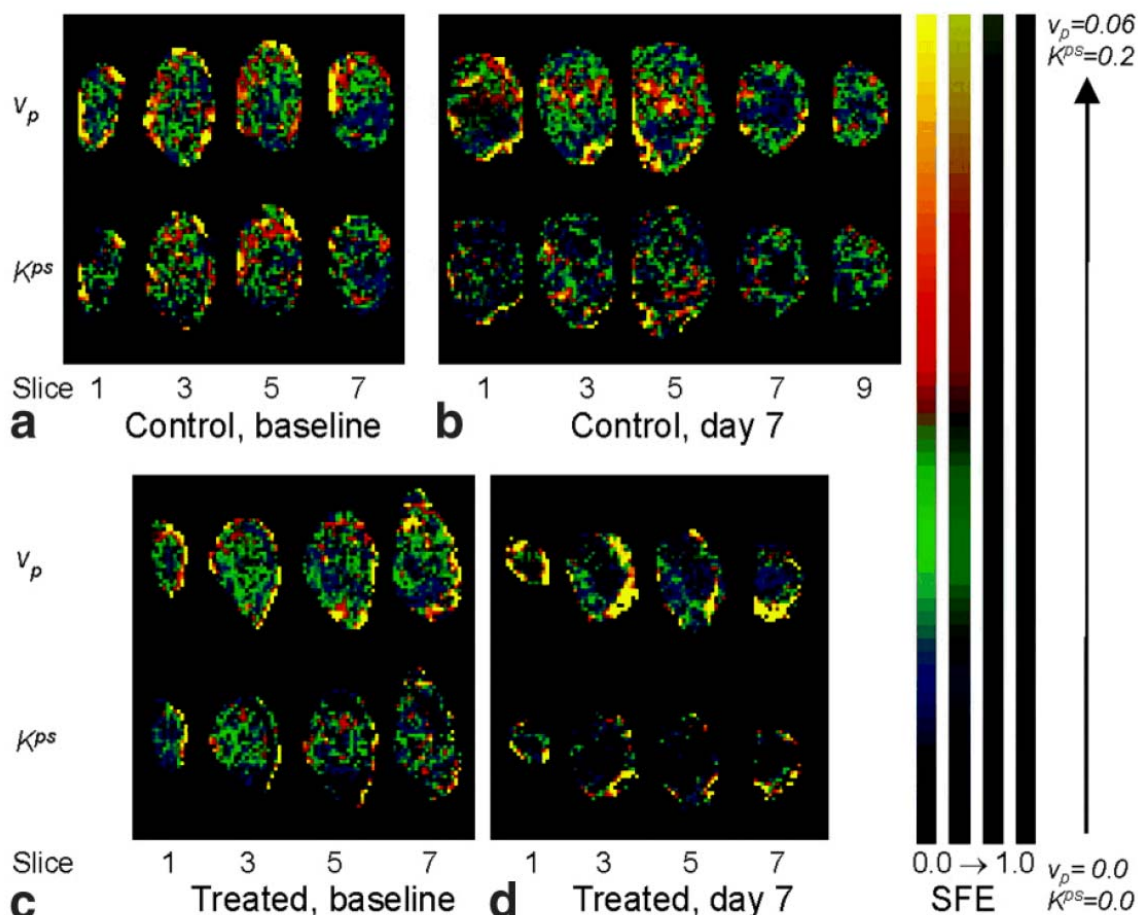 v_p
K^ps
Slice 1 3 5 7
a Control, baseline
1 3 5 7 9
b Control, day 7
v_p
K^ps
Slice 1 3 5 7
c Treated, baseline
1 3 5 7
d Treated, day 7
v_p=0.06
K^ps=0.2
0.0 → 1.0
SFE
v_p=0.0
K^ps=0.0